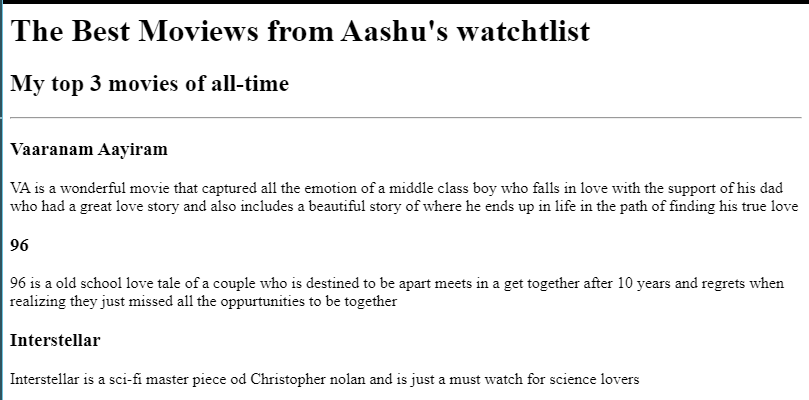 The Best Moviews from Aashu's watchtlist
My top 3 movies of all-time
Vaaranam Aayiram
VA is a wonderful movie that captured all the emotion of a middle class boy who falls in love with the support of his dad
who had a great love story and also includes a beautiful story of where he ends up in life in the path of finding his true love
96
96 is a old school love tale of a couple who is destined to be apart meets in a get together after 10 years and regrets when
realizing they just missed all the oppurtunities to be together
Interstellar
Interstellar is a sci-fi master piece od Christopher nolan and is just a must watch for science lovers